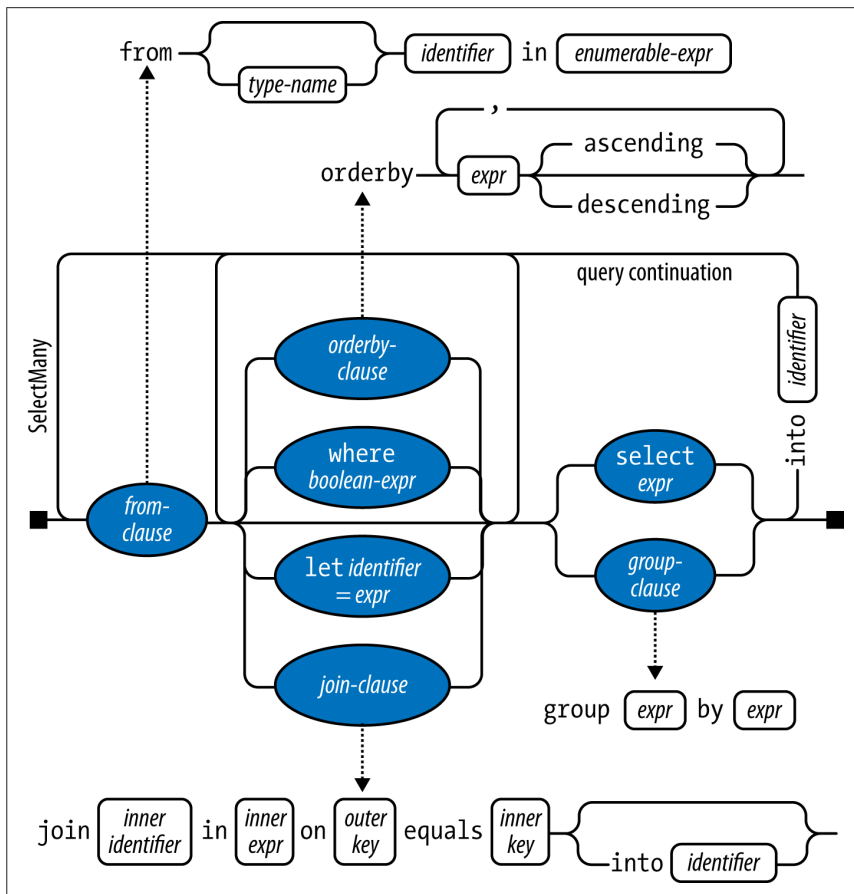 from type-name identifier in enumerable-expr
,
ascending
orderby expr
descending
query continuation
SelectMany
identifier
into
orderby-
clause
where
boolean-expr
select
expr
from-
clause
let identifier
= expr
group-
clause
join-clause
group expr by expr
join inner identifier in inner expr on outer key equals inner key
into identifier